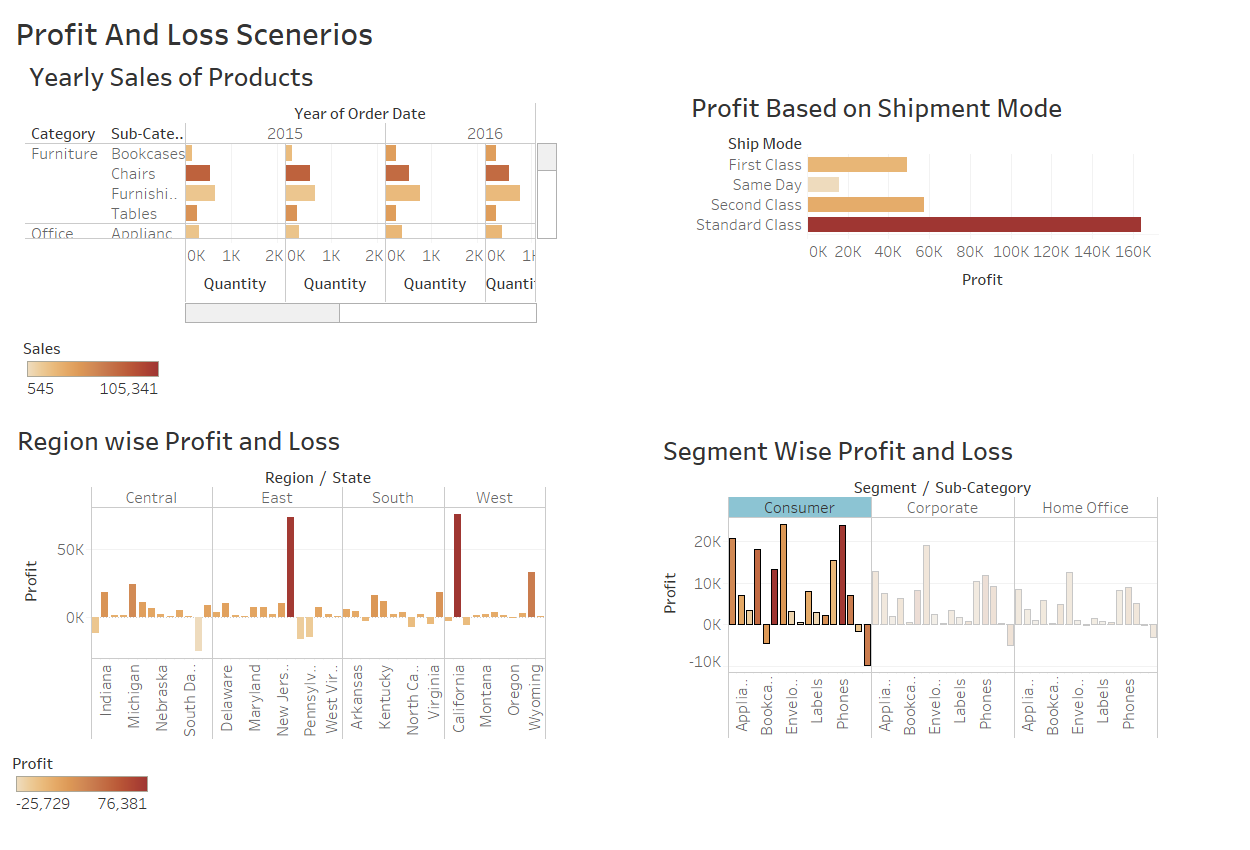 Profit And Loss Scenerios
Yearly Sales of Products
Year of Order Date
Category Sub-Cate.. 2015 2016
Furniture Bookcases
Chairs
Furnishi..
Tables
Office Applianc
0K 1K 2K 0K 1K 2K 0K 1K 2K 0K 1K
Quantity Quantity Quantity Quanti
Sales
545 105,341
Profit Based on Shipment Mode
Ship Mode
First Class
Same Day
Second Class
Standard Class
0K 20K 40K 60K 80K 100K 120K 140K 160K
Profit
Region wise Profit and Loss
Region / State
Central East South West
50K
0K
Profit
Indiana
Michigan
Nebraska
South Da..
Delaware
Maryland
New Jers..
Pennsylv..
West Vir..
Arkansas
Kentucky
North Ca..
Virginia
California
Montana
Oregon
Wyoming
Profit
-25,729 76,381
Segment Wise Profit and Loss
Segment / Sub-Category
Consumer Corporate Home Office
20K
10K
0K
-10K
Profit
Applia..
Bookca..
Envelo..
Labels
Phones
Applia..
Bookca..
Envelo..
Labels
Phones
Applia..
Bookca..
Envelo..
Labels
Phones